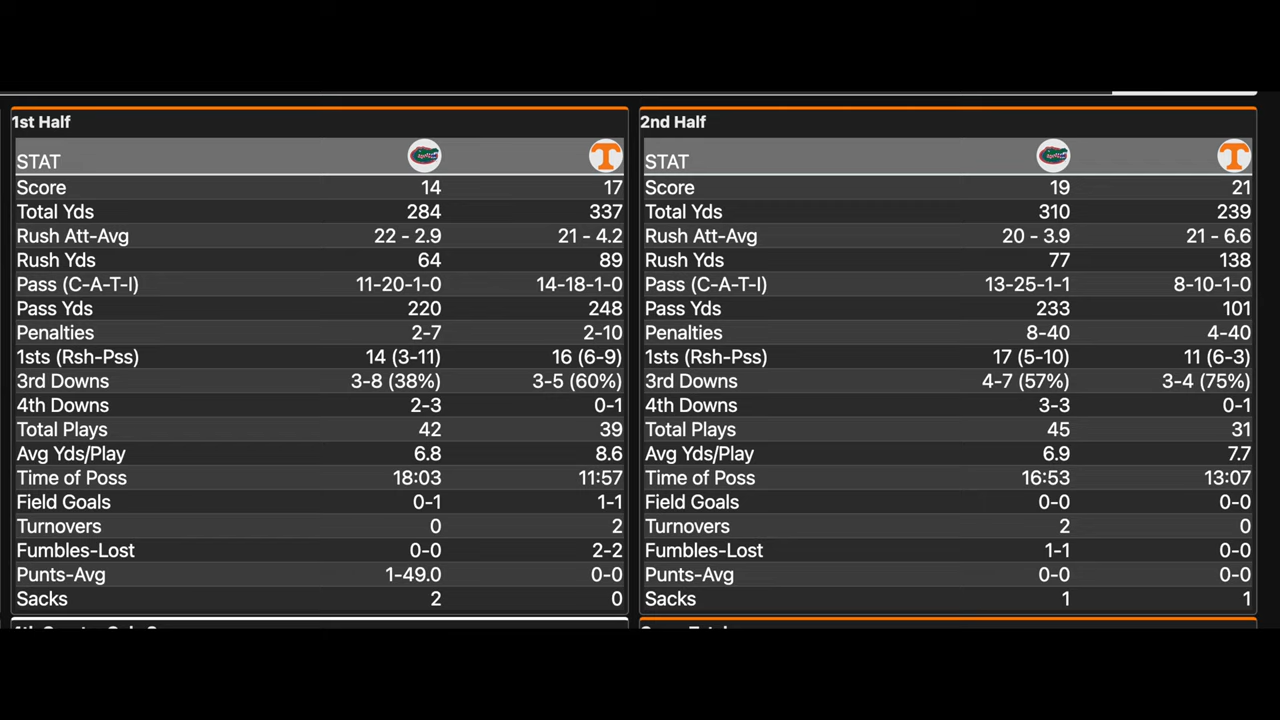 1st Half
STAT T
Score 14 17
Total Yds 284 337
Rush Att-Avg 22 - 2.9 21 - 4.2
Rush Yds 64 89
Pass (C-A-T-I) 11-20-1-0 14-18-1-0
Pass Yds 220 248
Penalties 2-7 2-10
1sts (Rsh-Pss) 14 (3-11) 16 (6-9)
3rd Downs 3-8 (38%) 3-5 (60%)
4th Downs 2-3 0-1
Total Plays 42 39
Avg Yds/Play 6.8 8.6
Time of Poss 18:03 11:57
Field Goals 0-1 1-1
Turnovers 0 2
Fumbles-Lost 0-0 2-2
Punts-Avg 1-49.0 0-0
Sacks 2 0
2nd Half
STAT T
Score 19 21
Total Yds 310 239
Rush Att-Avg 20 - 3.9 21 - 6.6
Rush Yds 77 138
Pass (C-A-T-I) 13-25-1-1 8-10-1-0
Pass Yds 233 101
Penalties 8-40 4-40
1sts (Rsh-Pss) 17 (5-10) 11 (6-3)
3rd Downs 4-7 (57%) 3-4 (75%)
4th Downs 3-3 0-1
Total Plays 45 31
Avg Yds/Play 6.9 7.7
Time of Poss 16:53 13:07
Field Goals 0-0 0-0
Turnovers 2 0
Fumbles-Lost 1-1 0-0
Punts-Avg 0-0 0-0
Sacks 1 1